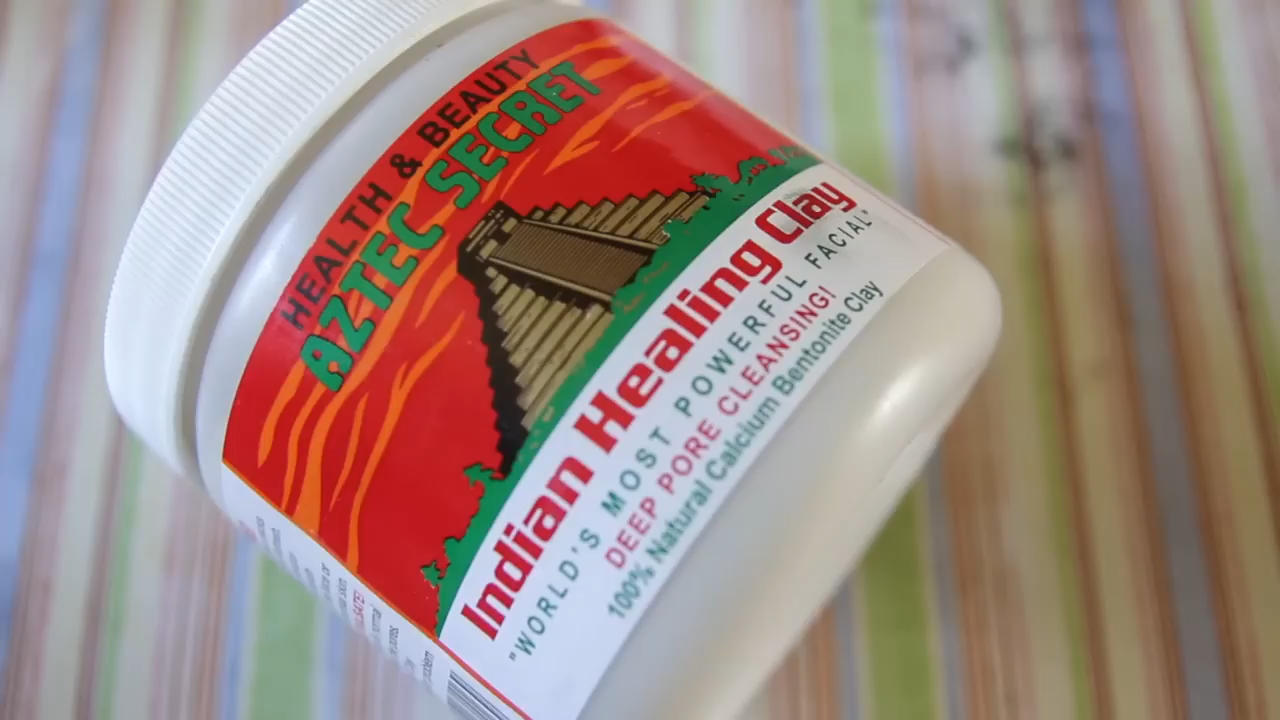 HEALTH & BEAUTY
AZTEC SECRET
Indian Healing Clay
"WORLD'S MOST POWERFUL FACIAL"
DEEP PORE CLEANSING!
100% Natural Calcium Bentonite Clay